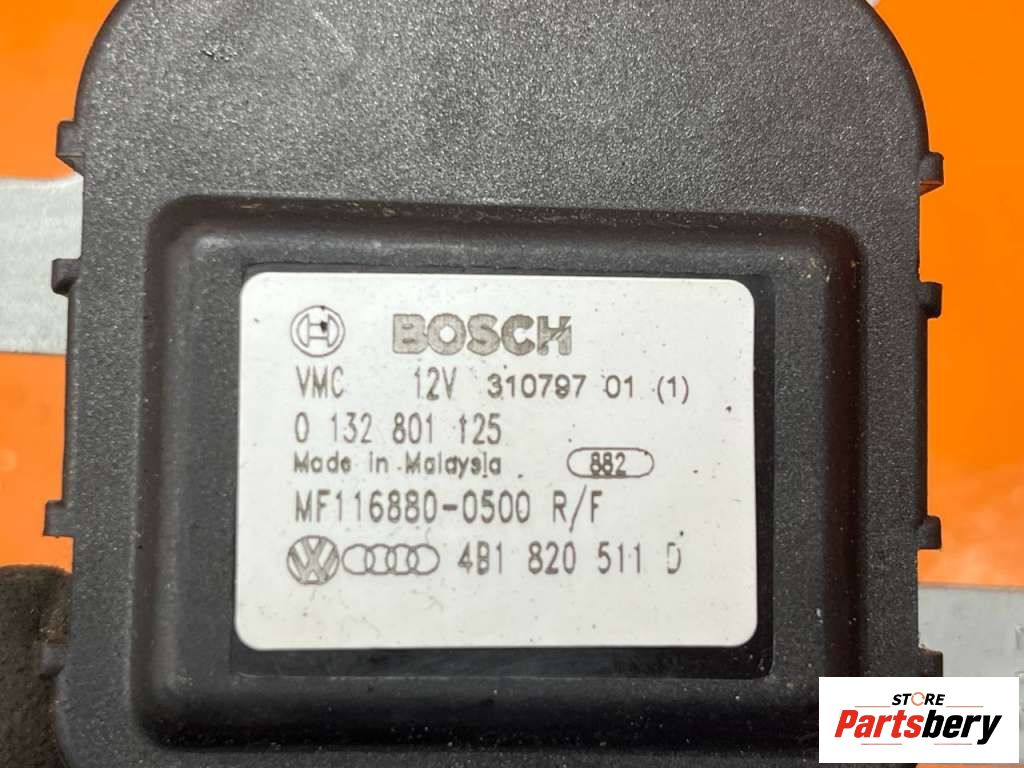 BOSCH
VMC 12V 310797 01 (1)
0 132 801 125
Made in Malaysia 882
MF116880-0500 R/F
VW 4B1 820 511 D
STORE
Partsbery